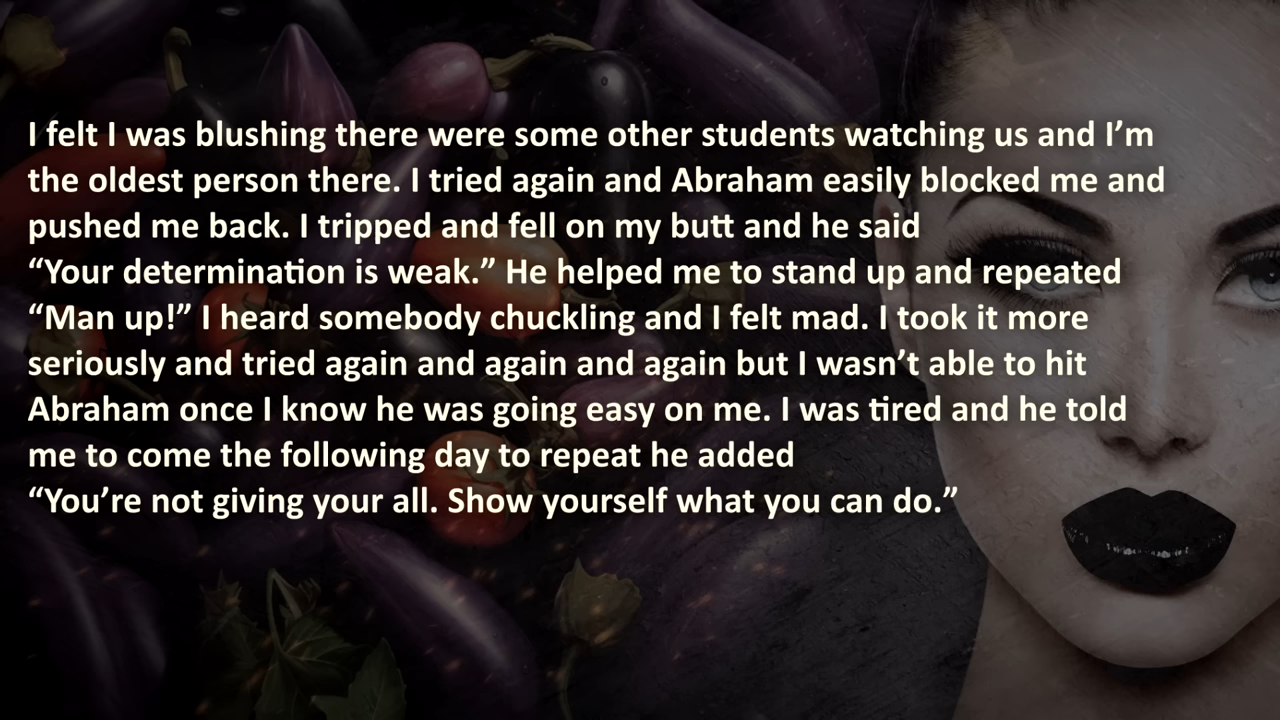 I felt I was blushing there were some other students watching us and I’m
the oldest person there. I tried again and Abraham easily blocked me and
pushed me back. I tripped and fell on my butt and he said
“Your determination is weak.” He helped me to stand up and repeated
“Man up!” I heard somebody chuckling and I felt mad. I took it more
seriously and tried again and again and again but I wasn’t able to hit
Abraham once I know he was going easy on me. I was tired and he told
me to come the following day to repeat he added
“You’re not giving your all. Show yourself what you can do.”